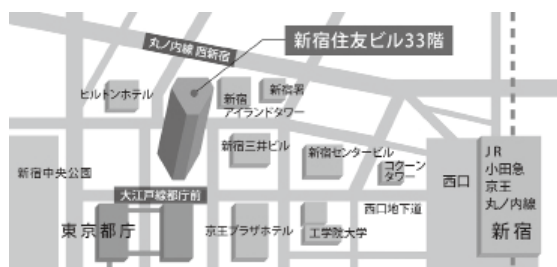 丸ノ内線 西新宿
新宿住友ビル33階
ヒルトンホテル
新宿
アイランドタワー
新宿署
新宿三井ビル
新宿センタービル
コクーン
タワー
新宿中央公園
大江戸線都庁前
東京都庁
京王プラザホテル
工学院大学
西口地下道
西口
JR
小田急
京王
丸ノ内線
新宿